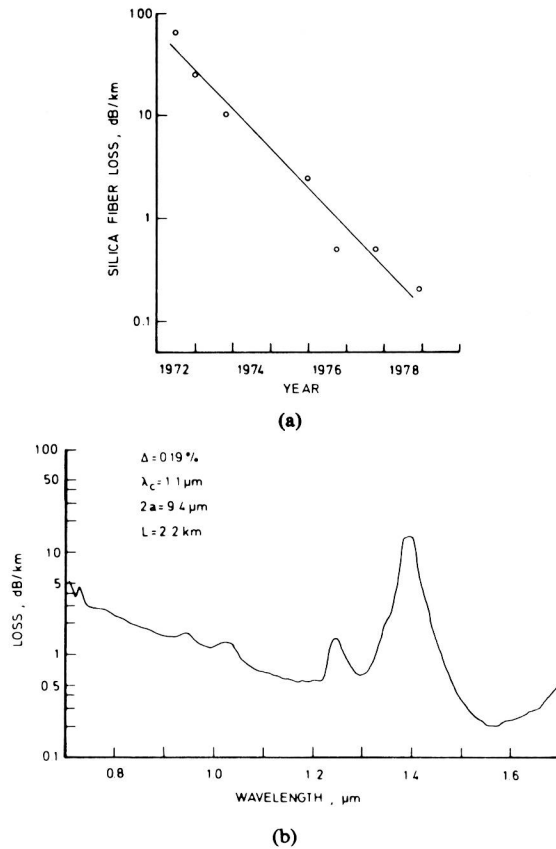 100
10
1
0.1
SILICA FIBER LOSS, dB/km
1972 1974 1976 1978
YEAR
(a)
100
50
10
5
1
0 5
0 1
LOSS, dB/km
Δ = 0 19 %
λc = 1 1 μm
2a = 9 4 μm
L = 2 2 km
0.8 1.0 1 2 1 4 1.6
WAVELENGTH, μm
(b)